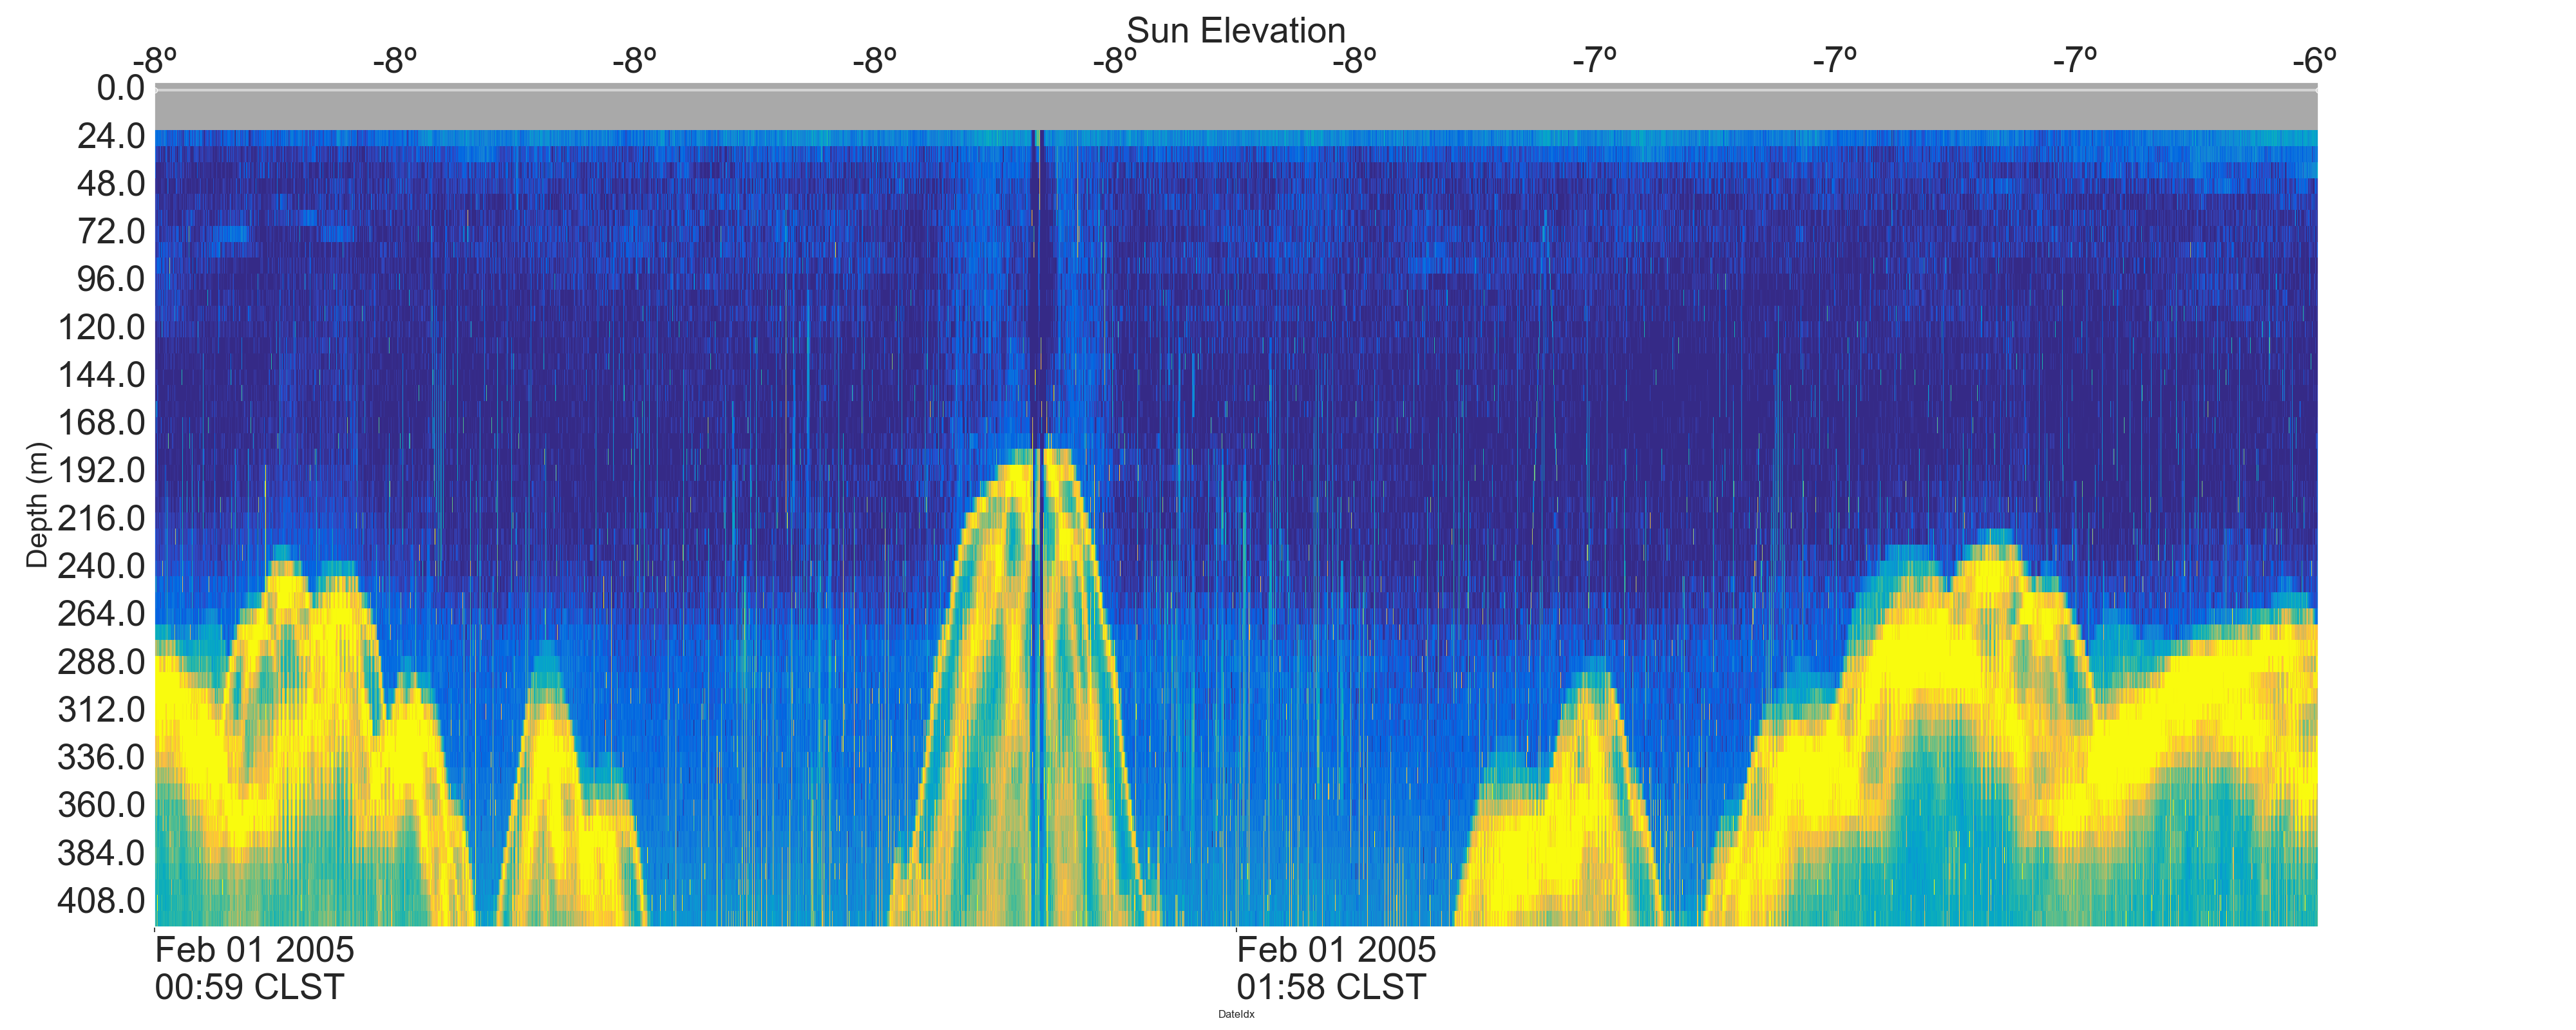 Sun Elevation
-8º -8º -8º -8º -8º -8º -7º -7º -7º -6º
0.0
24.0
48.0
72.0
96.0
120.0
144.0
168.0
192.0
216.0
240.0
264.0
288.0
312.0
336.0
360.0
384.0
408.0
Depth (m)
Feb 01 2005
00:59 CLST
Feb 01 2005
01:58 CLST
DateIdx